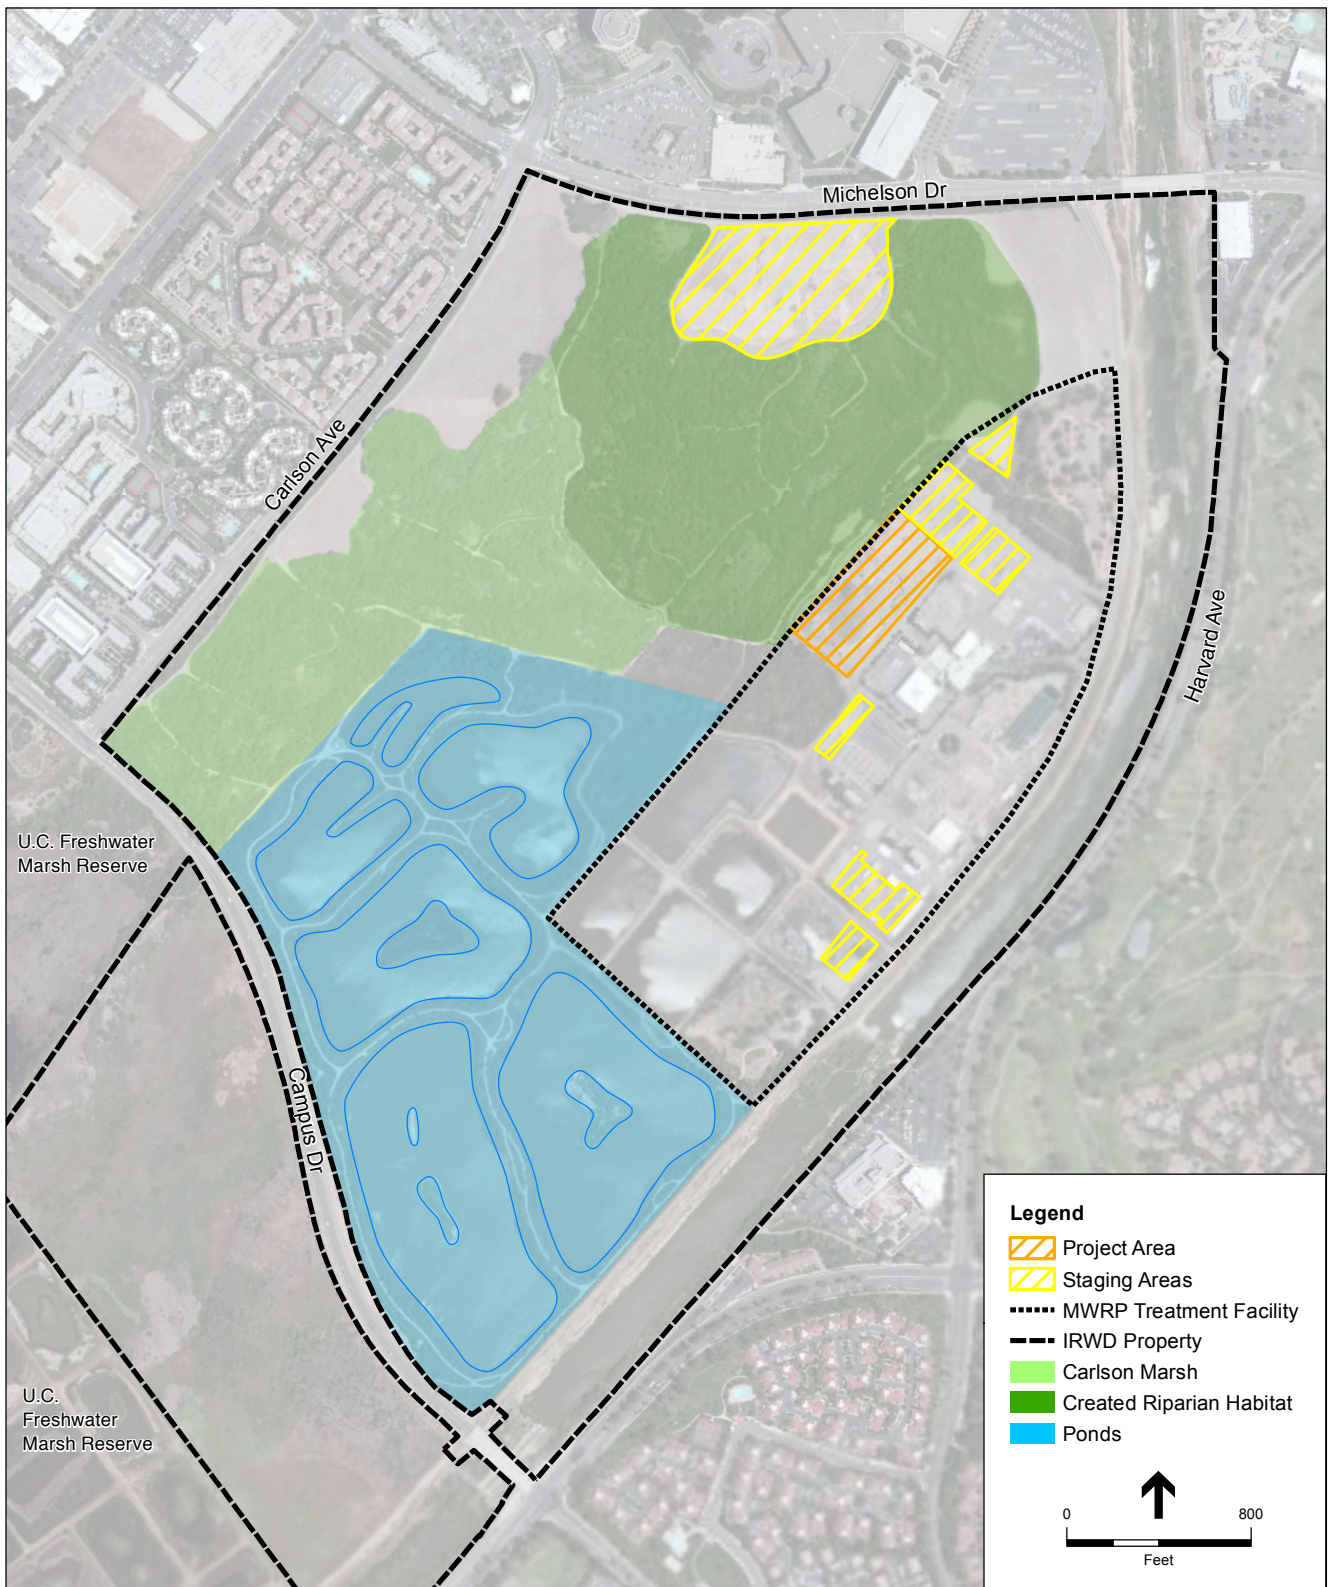 Michelson Dr
Carlson Ave
Harvard Ave
U.C. Freshwater
Marsh Reserve
Campus Dr
U.C.
Freshwater
Marsh Reserve
Legend
Project Area
Staging Areas
MWRP Treatment Facility
IRWD Property
Carlson Marsh
Created Riparian Habitat
Ponds
0 800
Feet